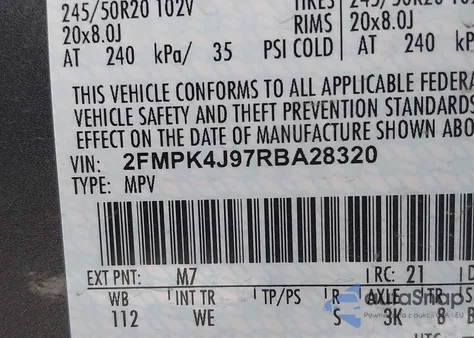 245/50R20 102V TIRES 245/50R20 102
20x8.0J RIMS 20x8.0J
AT 240 kPa/ 35 PSI COLD AT 240 kP
THIS VEHICLE CONFORMS TO ALL APPLICABLE FEDERA
VEHICLE SAFETY AND THEFT PREVENTION STANDARDS
EFFECT ON THE DATE OF MANUFACTURE SHOWN ABO
VIN: 2FMPK4J97RBA28320
TYPE: MPV
EXT PNT: M7 RC: 21
WB INT TR TP/PS R AXLE TR S
112 WE S 3K 8